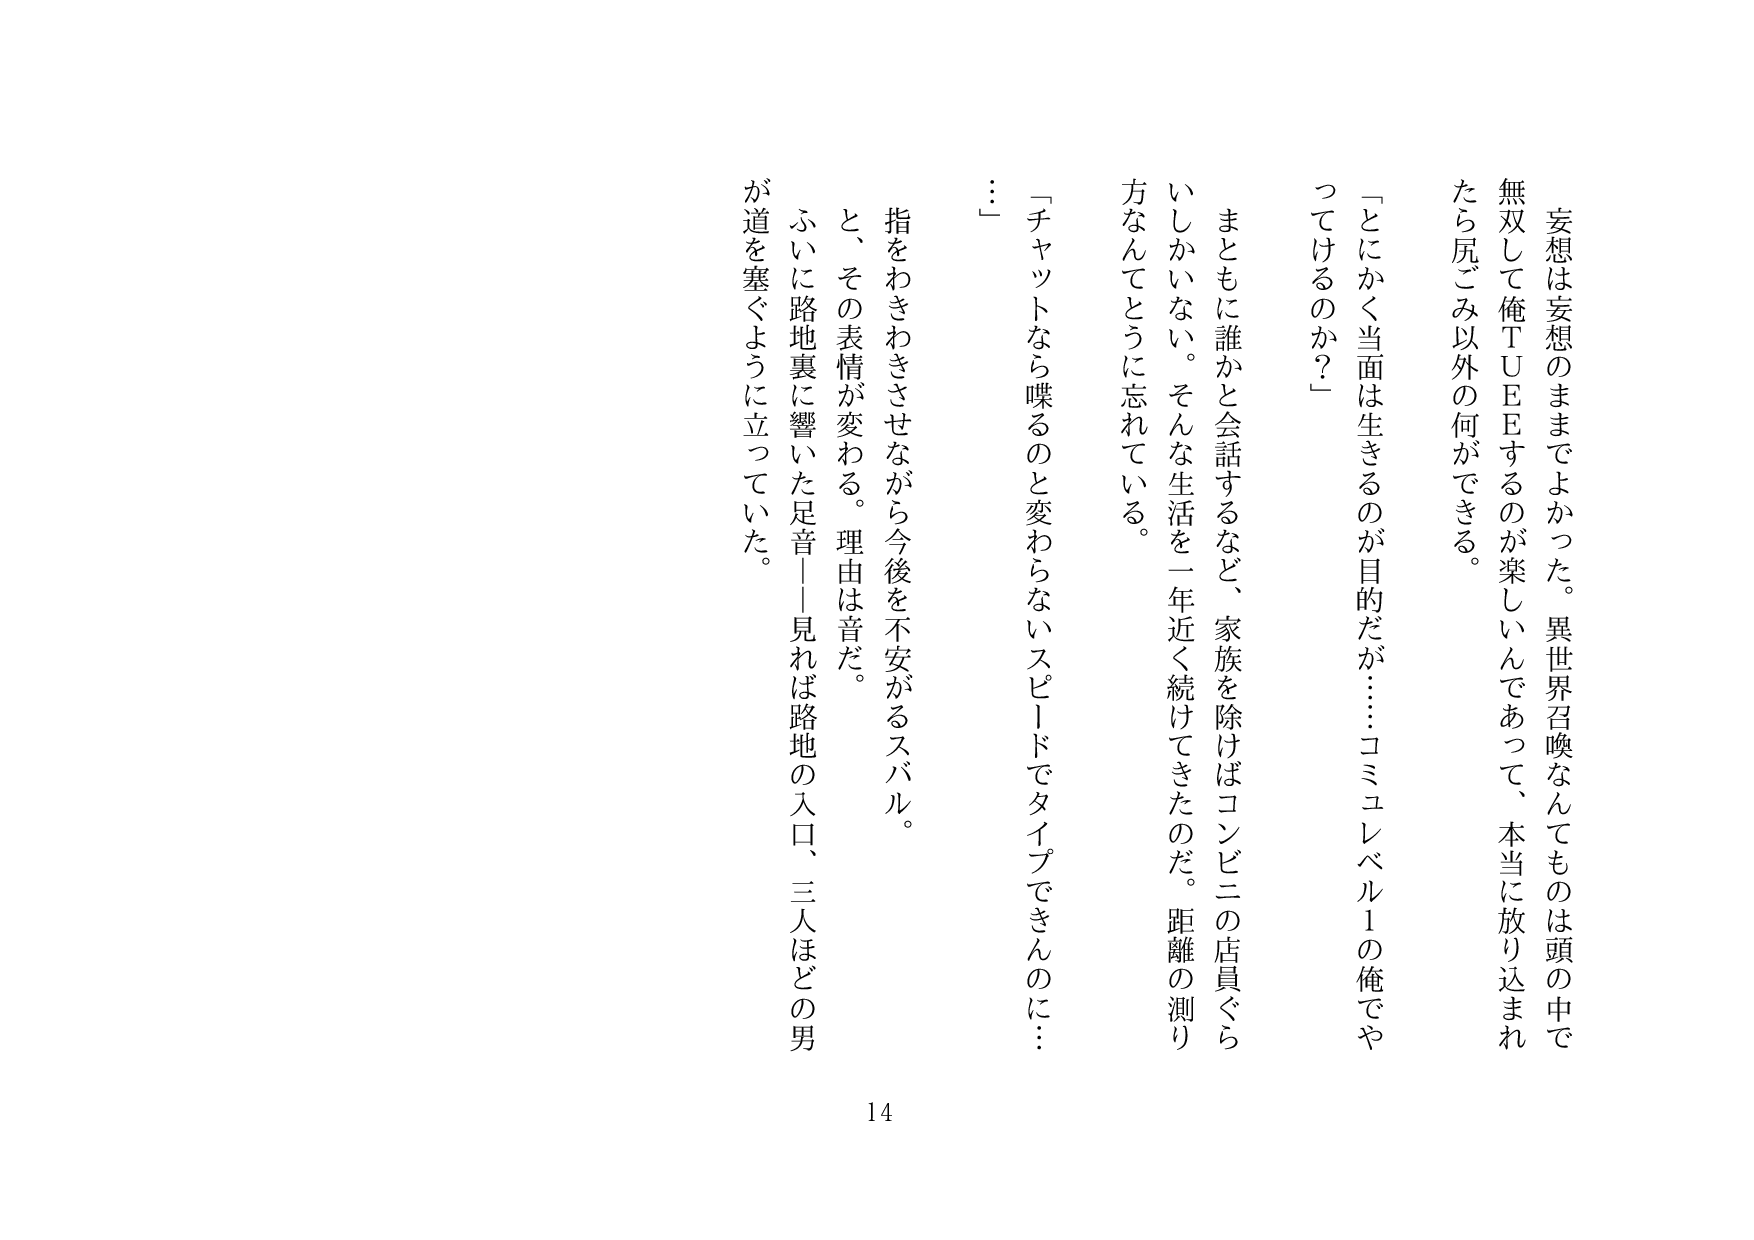 妄想は妄想のままでよかった。異世界召喚なんてものは頭の中で
無双して俺ＴＵＥＥするのが楽しいんであって、本当に放り込まれ
たら尻ごみ以外の何ができる。
「とにかく当面は生きるのが目的だが……コミュレベル１の俺でや
ってけるのか？」
　まともに誰かと会話するなど、家族を除けばコンビニの店員ぐら
いしかいない。そんな生活を一年近く続けてきたのだ。距離の測り
方なんてとうに忘れている。
「チャットなら喋るのと変わらないスピードでタイプできんのに…
…」
　指をわきわきさせながら今後を不安がるスバル。
　と、その表情が変わる。理由は音だ。
　ふいに路地裏に響いた足音――見れば路地の入口、三人ほどの男
が道を塞ぐように立っていた。
14